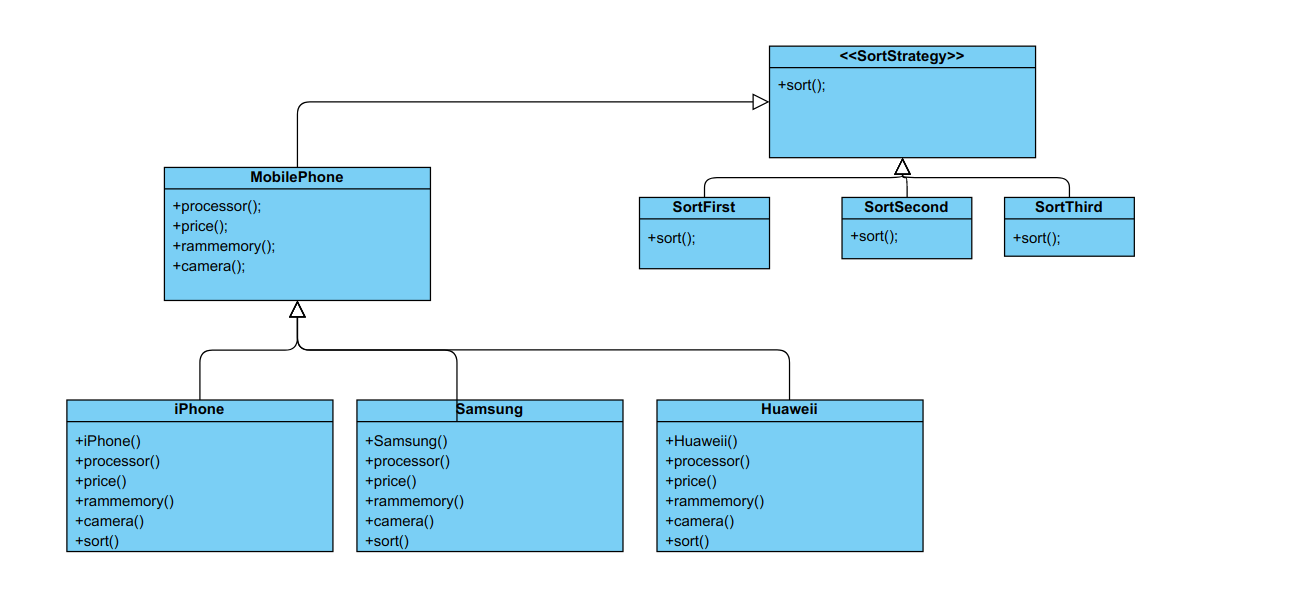 <<SortStrategy>>
+sort();
MobilePhone
+processor();
+price();
+rammemory();
+camera();
SortFirst
+sort();
SortSecond
+sort();
SortThird
+sort();
iPhone
+iPhone()
+processor()
+price()
+rammemory()
+camera()
+sort()
Samsung
+Samsung()
+processor()
+price()
+rammemory()
+camera()
+sort()
Huaweii
+Huaweii()
+processor()
+price()
+rammemory()
+camera()
+sort()